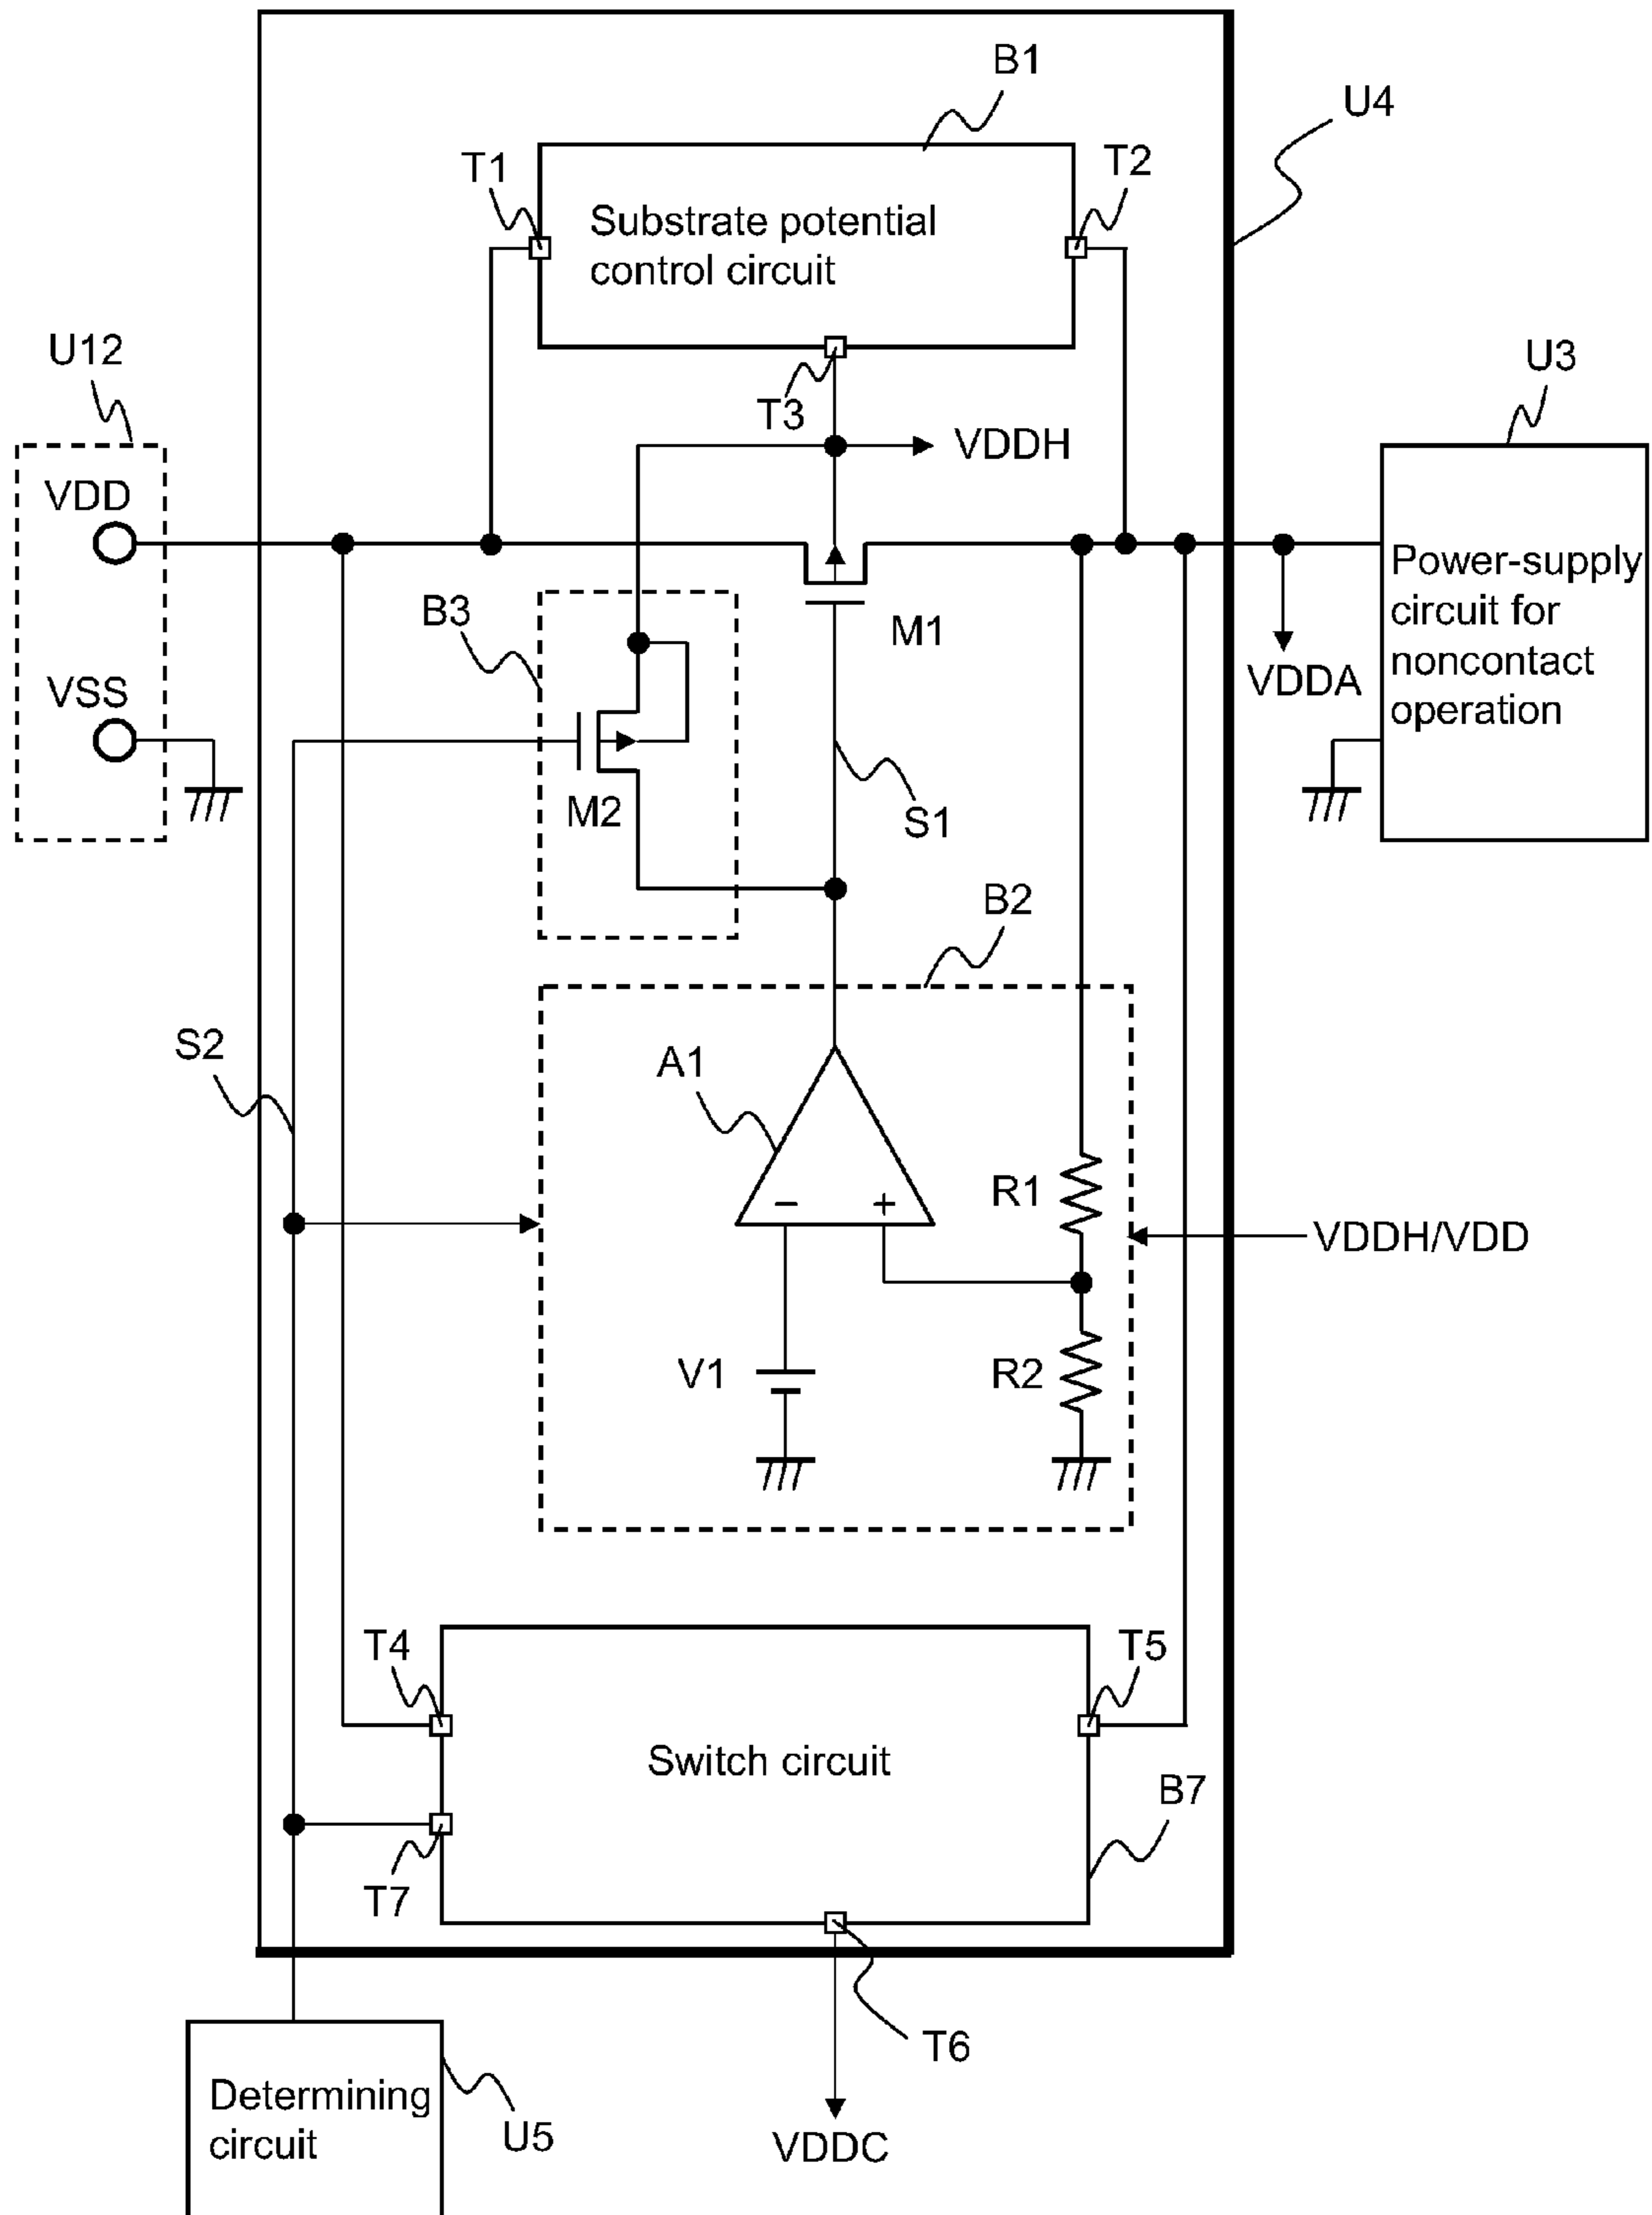 B1
U4
T1
T2
Substrate potential
control circuit
U12
U3
T3
VDDH
VDD
Power-supply
circuit for
noncontact
operation
B3
M1
VDDA
VSS
M2
S1
B2
S2
A1
− +
R1
VDDH/VDD
V1
R2
T4
T5
Switch circuit
B7
T7
T6
Determining
circuit
U5
VDDC